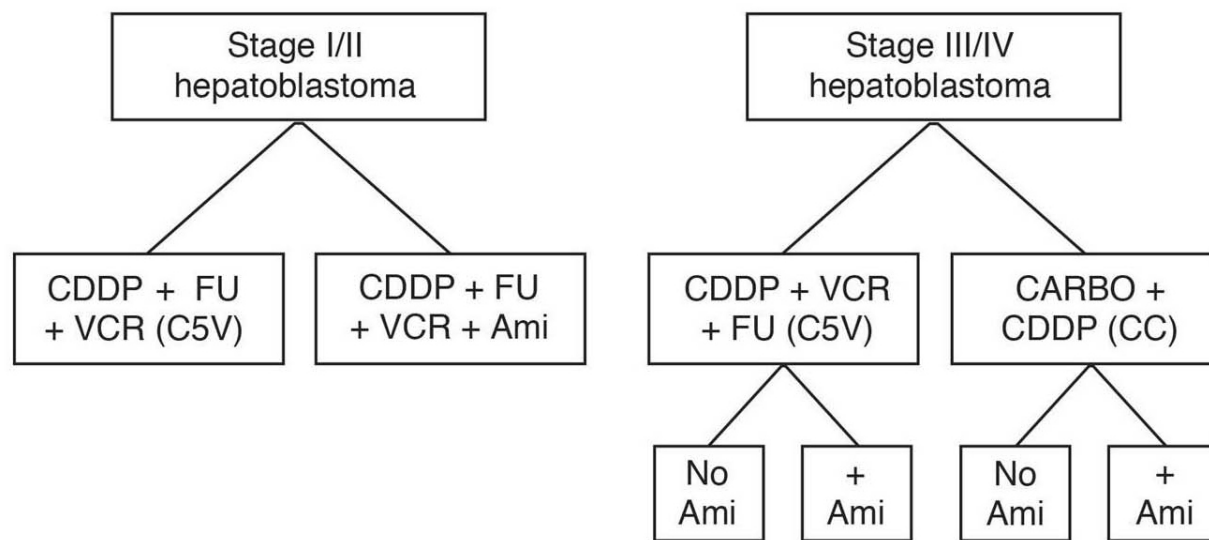 Stage I/II
hepatoblastoma
Stage III/IV
hepatoblastoma
CDDP + FU
+ VCR (C5V)
CDDP + FU
+ VCR + Ami
CDDP + VCR
+ FU (C5V)
CARBO +
CDDP (CC)
No
Ami
+
Ami
No
Ami
+
Ami